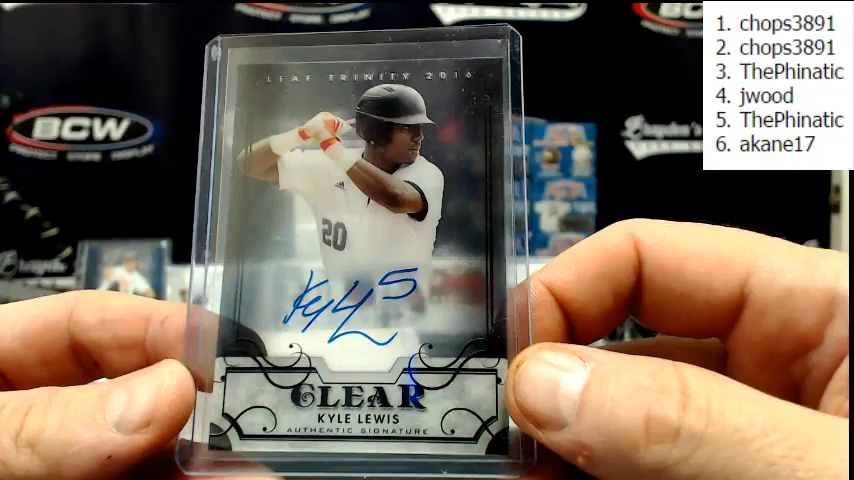 1. chops3891
2. chops3891
3. ThePhinatic
4. jwood
5. ThePhinatic
6. akane17
BCW
LEAF TRINITY 2016
20
CLEAR
KYLE LEWIS
AUTHENTIC SIGNATURE